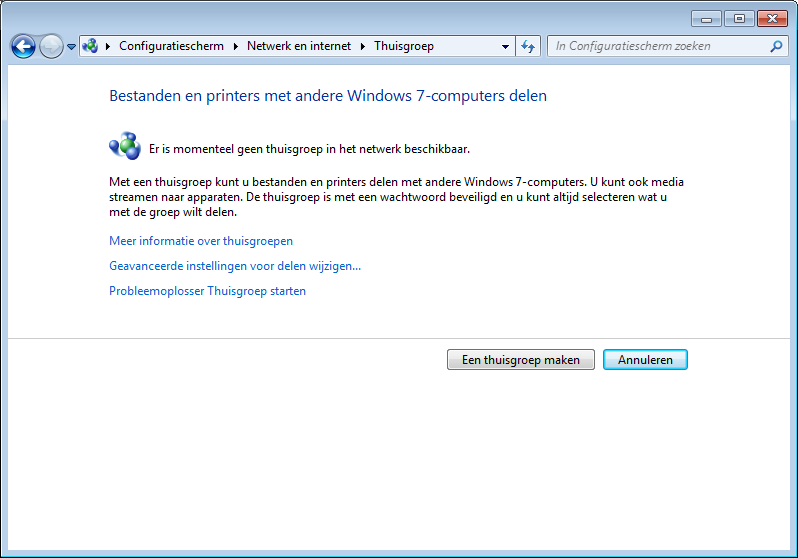 Configuratiescherm Netwerk en internet Thuisgroep In Configuratiescherm zoeken
Bestanden en printers met andere Windows 7-computers delen
Er is momenteel geen thuisgroep in het netwerk beschikbaar.
Met een thuisgroep kunt u bestanden en printers delen met andere Windows 7-computers. U kunt ook media
streamen naar apparaten. De thuisgroep is met een wachtwoord beveiligd en u kunt altijd selecteren wat u
met de groep wilt delen.
Meer informatie over thuisgroepen
Geavanceerde instellingen voor delen wijzigen...
Probleemoplosser Thuisgroep starten
Een thuisgroep maken Annuleren